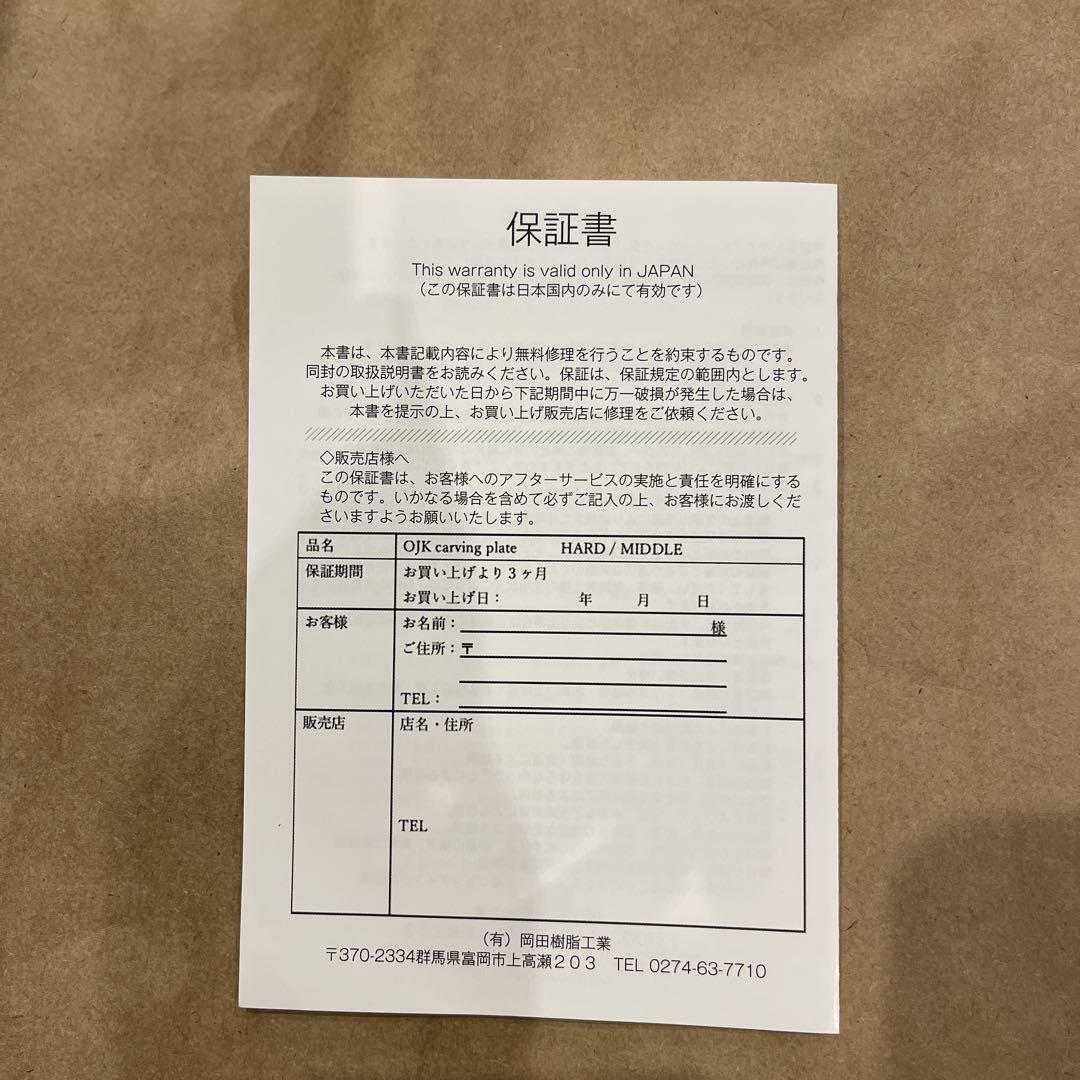 保証書
This warranty is valid only in JAPAN
（この保証書は日本国内のみにて有効です）
本書は、本書記載内容により無料修理を行うことを約束するものです。
同封の取扱説明書をお読みください。保証は、保証規定の範囲内とします。
お買い上げいただいた日から下記期間中に万一破損が発生した場合は、
本書を提示の上、お買い上げ販売店に修理をご依頼ください。
◇販売店様へ
この保証書は、お客様へのアフターサービスの実施と責任を明確にする
ものです。いかなる場合を含めて必ずご記入の上、お客様にお渡しくだ
さいますようお願いいたします。
品名 OJK carving plate HARD / MIDDLE
保証期間 お買い上げより３ヶ月
お買い上げ日： 年 月 日
お客様 お名前： 様
ご住所：〒
TEL：
販売店 店名・住所
TEL
（有）岡田樹脂工業
〒370-2334群馬県富岡市上高瀬２０３ TEL 0274-63-7710